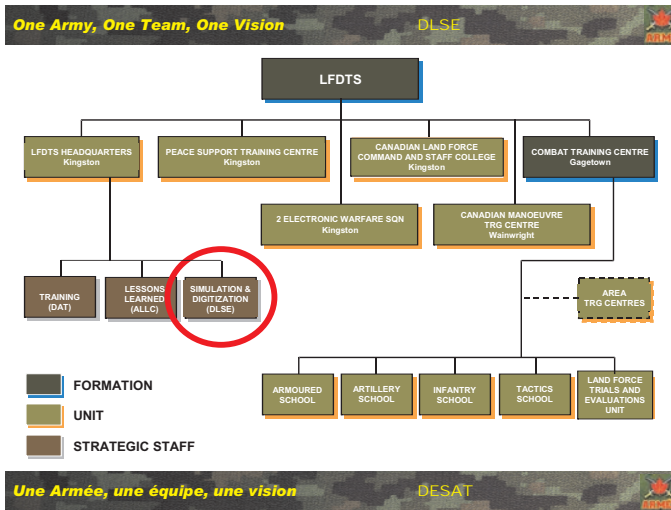 One Army, One Team, One Vision
DLSE
ARMY
LFDTS
LFDTS HEADQUARTERS
Kingston
PEACE SUPPORT TRAINING CENTRE
Kingston
CANADIAN LAND FORCE
COMMAND AND STAFF COLLEGE
Kingston
COMBAT TRAINING CENTRE
Gagetown
2 ELECTRONIC WARFARE SQN
Kingston
CANADIAN MANOEUVRE
TRG CENTRE
Wainwright
TRAINING
(DAT)
LESSONS
LEARNED
(ALLC)
SIMULATION &
DIGITIZATION
(DLSE)
AREA
TRG CENTRES
ARMOURED
SCHOOL
ARTILLERY
SCHOOL
INFANTRY
SCHOOL
TACTICS
SCHOOL
LAND FORCE
TRIALS AND
EVALUATIONS
UNIT
FORMATION
UNIT
STRATEGIC STAFF
Une Armée, une équipe, une vision
DESAT